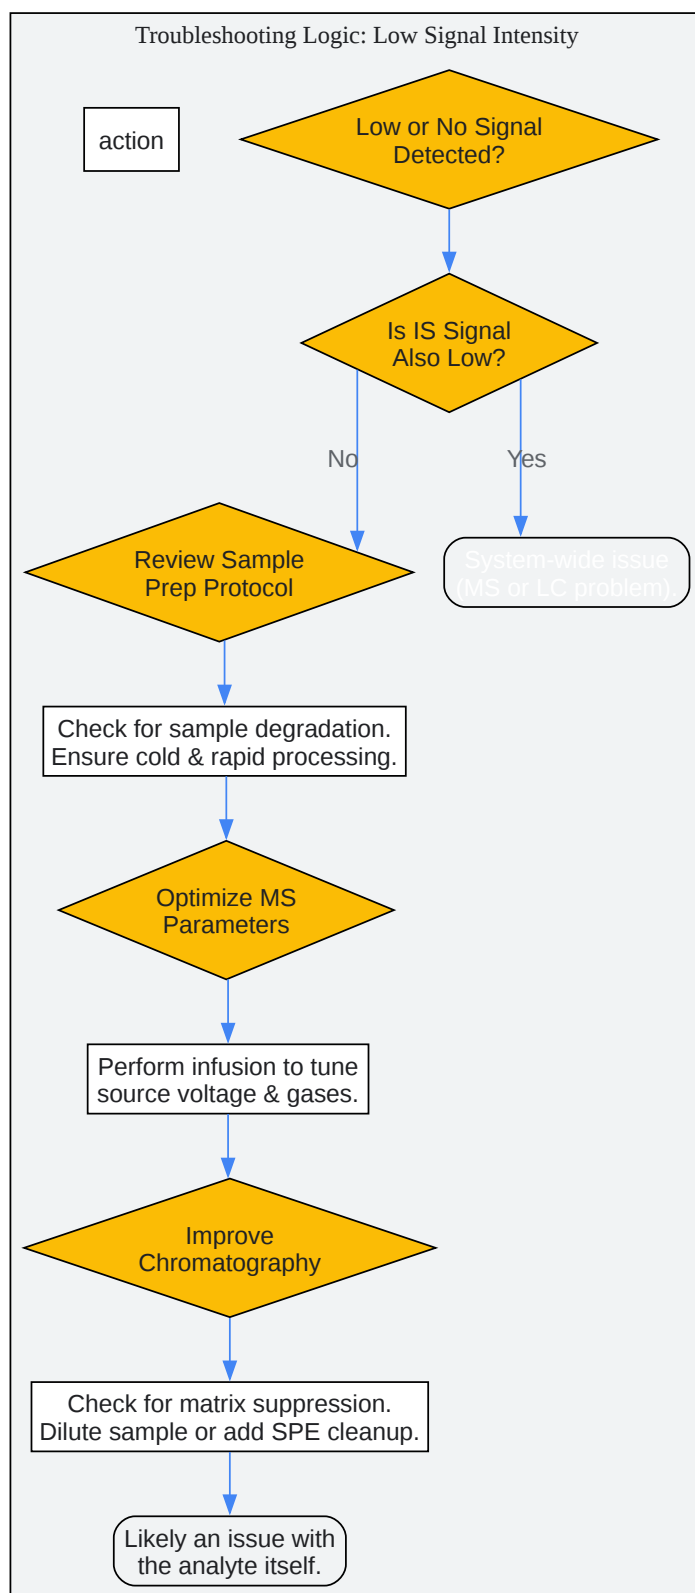 Troubleshooting Logic: Low Signal Intensity
action
Low or No Signal
Detected?
Is IS Signal
Also Low?
No
Yes
Review Sample
Prep Protocol
System-wide issue
(MS or LC problem).
Check for sample degradation.
Ensure cold & rapid processing.
Optimize MS
Parameters
Perform infusion to tune
source voltage & gases.
Improve
Chromatography
Check for matrix suppression.
Dilute sample or add SPE cleanup.
Likely an issue with
the analyte itself.